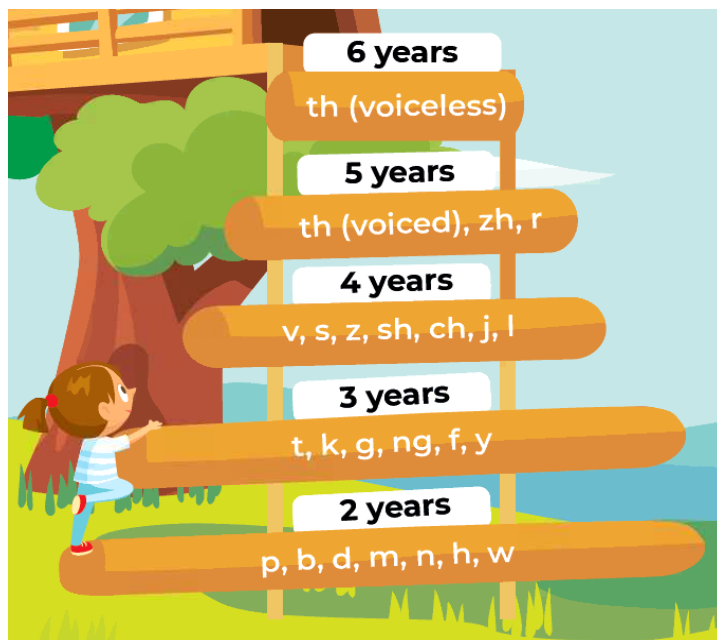 6 years
th (voiceless)
5 years
th (voiced), zh, r
4 years
v, s, z, sh, ch, j, l
3 years
t, k, g, ng, f, y
2 years
p, b, d, m, n, h, w